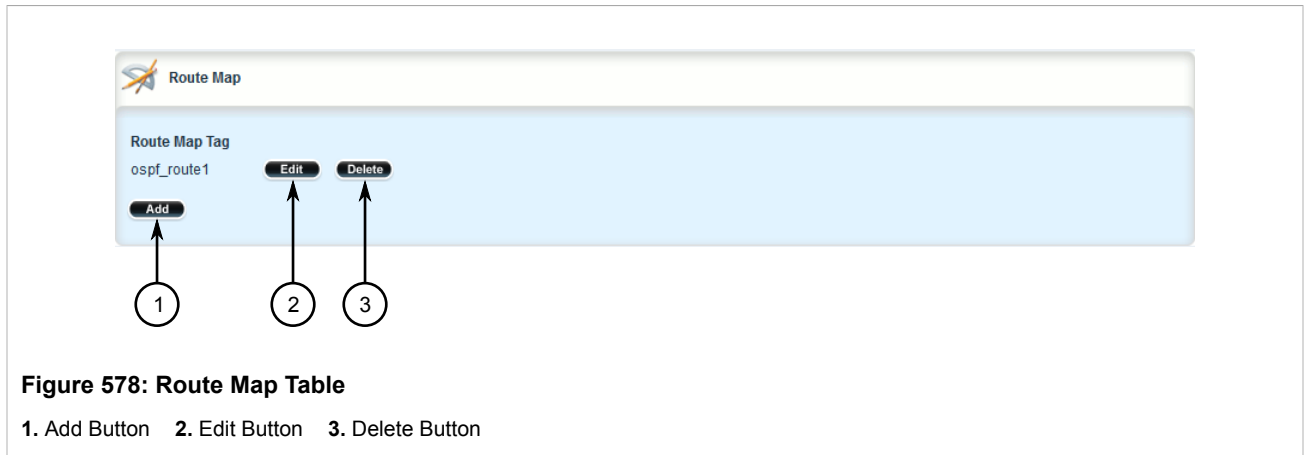 Route Map
Route Map Tag
ospf_route1 Edit Delete
Add
1 2 3
Figure 578: Route Map Table
1. Add Button 2. Edit Button 3. Delete Button